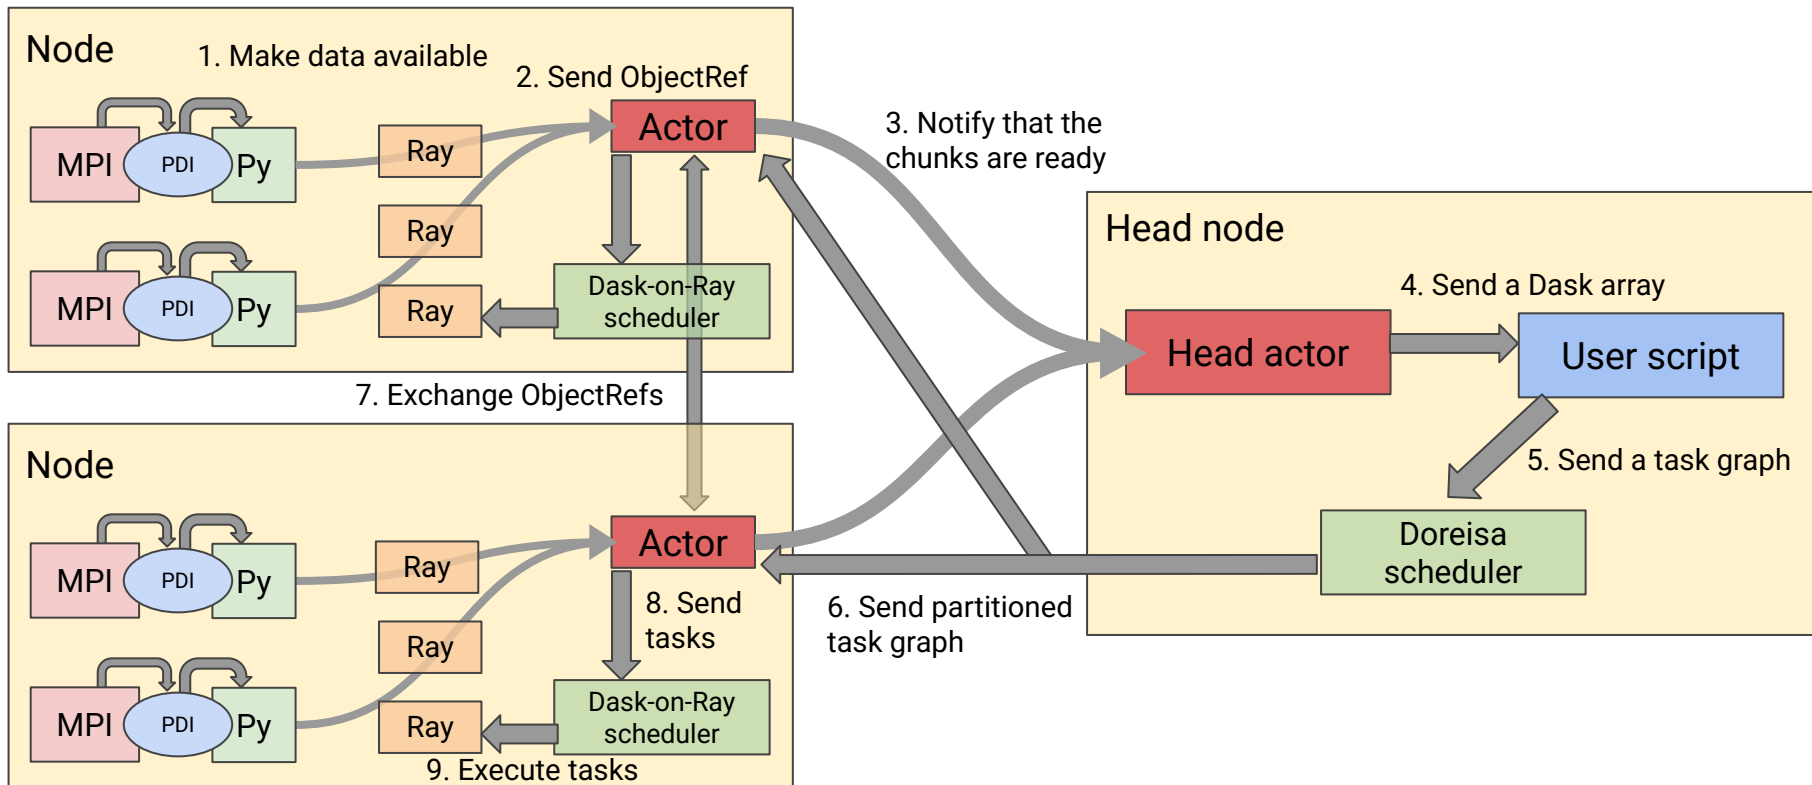 Node
1. Make data available
2. Send ObjectRef
MPI
PDI
Py
Ray
Actor
Ray
MPI
PDI
Py
Ray
Dask-on-Ray
scheduler
3. Notify that the
chunks are ready
Head node
4. Send a Dask array
Head actor
User script
5. Send a task graph
Doreisa
scheduler
6. Send partitioned
task graph
7. Exchange ObjectRefs
Node
MPI
PDI
Py
Ray
Actor
8. Send
tasks
Ray
MPI
PDI
Py
Ray
Dask-on-Ray
scheduler
9. Execute tasks